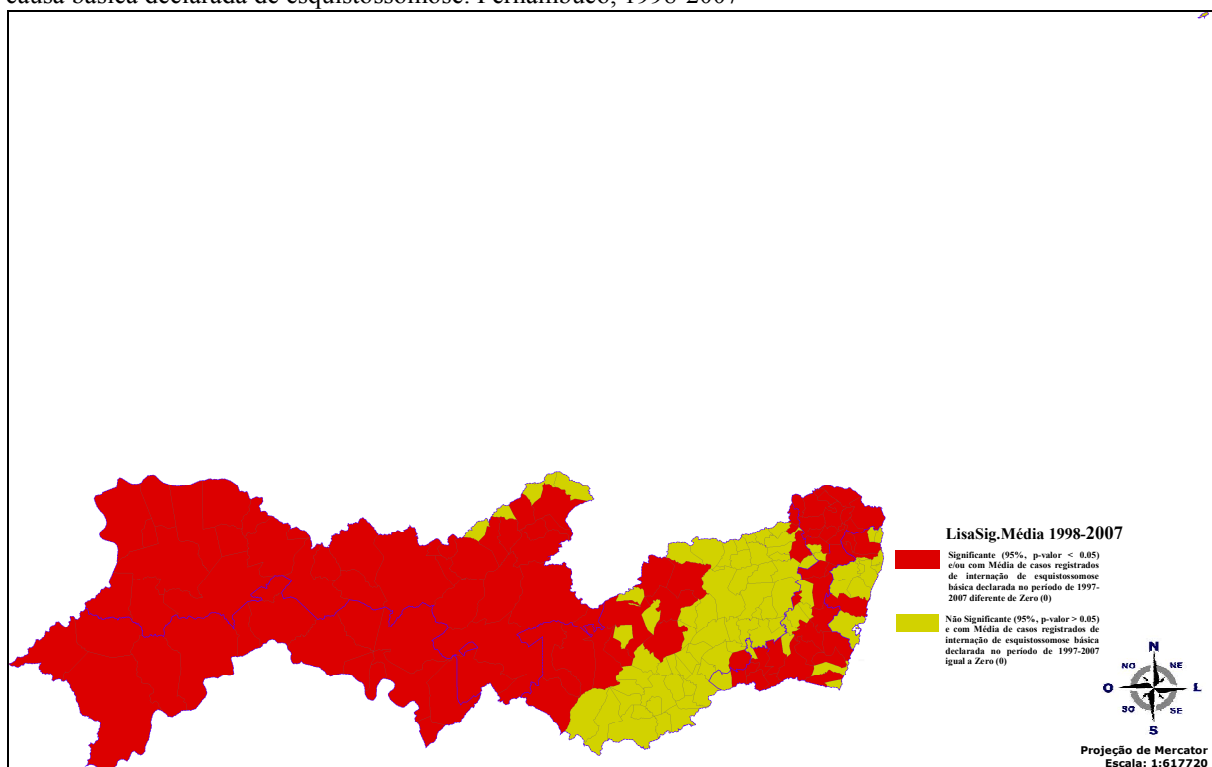 causa básica declarada de esquistossomose. Pernambuco, 1998-2007
LisaSig.Média 1998-2007
Significante (95%, p-valor < 0.05)
e/ou com Média de casos registrados
de internação de esquistossomose
básica declarada no período de 1997-
2007 diferente de Zero (0)
Não Significante (95%, p-valor > 0.05)
e com Média de casos registrados de
internação de esquistossomose básica
declarada no período de 1997-2007
igual a Zero (0)
N
NO NE
O L
SO SE
S
Projeção de Mercator
Escala: 1:617720